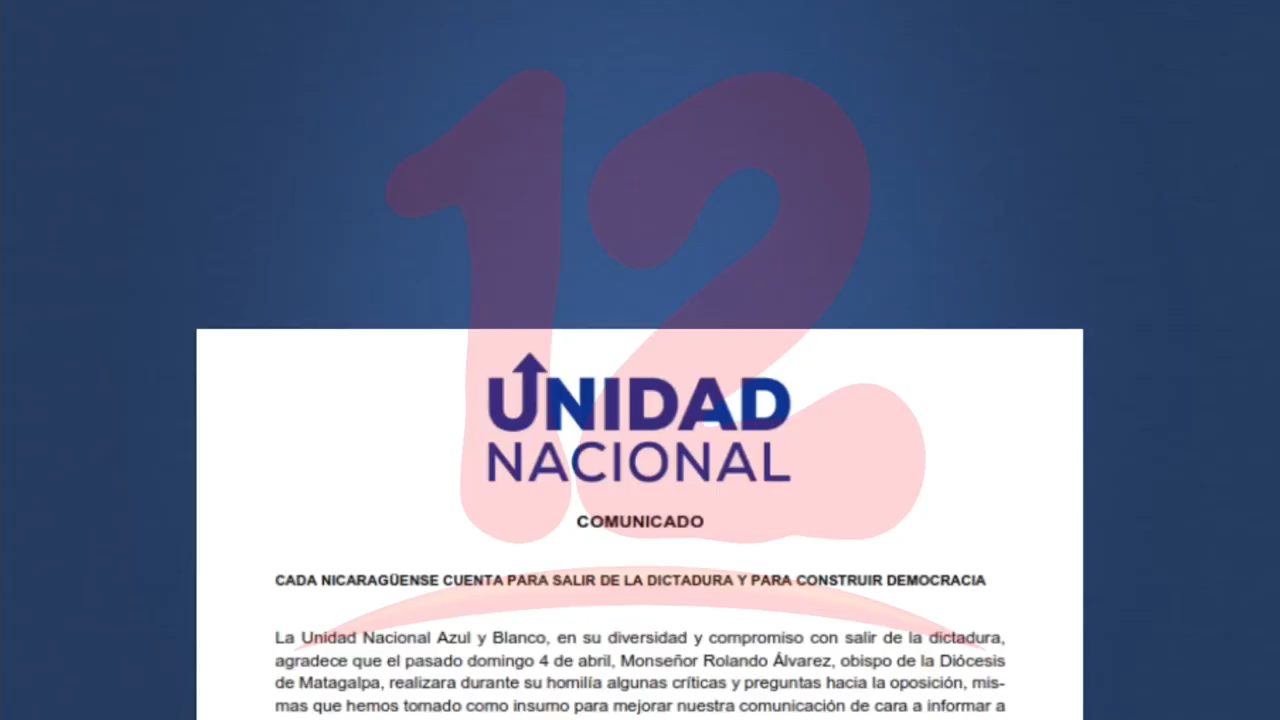 12
UNIDAD
NACIONAL
COMUNICADO
CADA NICARAGÜENSE CUENTA PARA SALIR DE LA DICTADURA Y PARA CONSTRUIR DEMOCRACIA
La Unidad Nacional Azul y Blanco, en su diversidad y compromiso con salir de la dictadura,
agradece que el pasado domingo 4 de abril, Monseñor Rolando Álvarez, obispo de la Diócesis
de Matagalpa, realizara durante su homilía algunas críticas y preguntas hacia la oposición, mis-
mas que hemos tomado como insumo para mejorar nuestra comunicación de cara a informar a